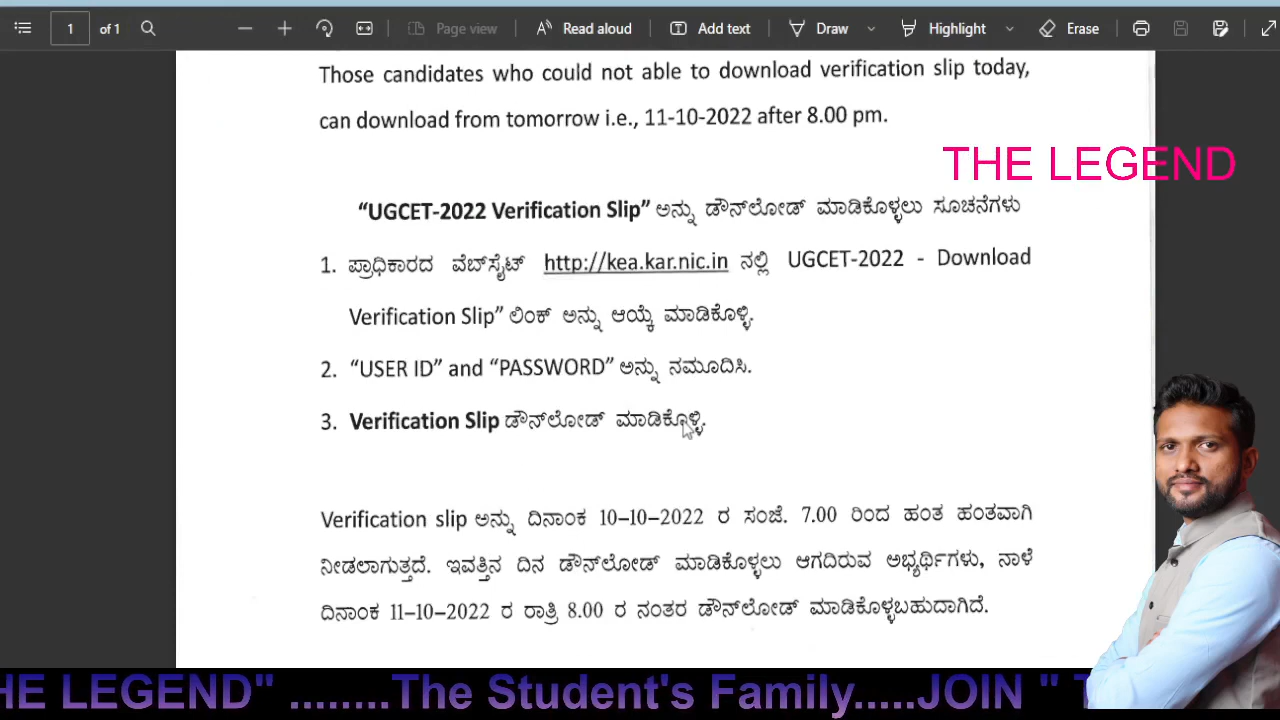 1 of 1 Page view Read aloud Add text Draw Highlight Erase
Those candidates who could not able to download verification slip today,
can download from tomorrow i.e., 11-10-2022 after 8.00 pm.
THE LEGEND
“UGCET-2022 Verification Slip” ಅನ್ನು ಡೌನ್‌ಲೋಡ್ ಮಾಡಿಕೊಳ್ಳಲು ಸೂಚನೆಗಳು
1. ಪ್ರಾಧಿಕಾರದ ವೆಬ್‌ಸೈಟ್ http://kea.kar.nic.in ನಲ್ಲಿ UGCET-2022 - Download
Verification Slip” ಲಿಂಕ್ ಅನ್ನು ಆಯ್ಕೆ ಮಾಡಿಕೊಳ್ಳಿ.
2. “USER ID” and “PASSWORD” ಅನ್ನು ನಮೂದಿಸಿ.
3. Verification Slip ಡೌನ್‌ಲೋಡ್ ಮಾಡಿಕೊಳ್ಳಿ.
Verification slip ಅನ್ನು ದಿನಾಂಕ 10-10-2022 ರ ಸಂಜೆ. 7.00 ರಿಂದ ಹಂತ ಹಂತವಾಗಿ
ನೀಡಲಾಗುತ್ತದೆ. ಇವತ್ತಿನ ದಿನ ಡೌನ್‌ಲೋಡ್ ಮಾಡಿಕೊಳ್ಳಲು ಆಗದಿರುವ ಅಭ್ಯರ್ಥಿಗಳು, ನಾಳೆ
ದಿನಾಂಕ 11-10-2022 ರ ರಾತ್ರಿ 8.00 ರ ನಂತರ ಡೌನ್‌ಲೋಡ್ ಮಾಡಿಕೊಳ್ಳಬಹುದಾಗಿದೆ.
HE LEGEND" ........The Student's Family.....JOIN " T